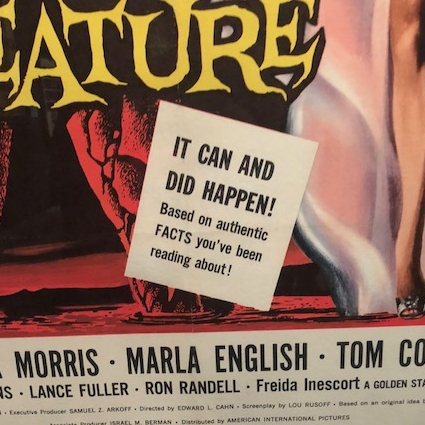 EATURE
IT CAN AND
DID HAPPEN!
Based on authentic
FACTS you've been
reading about!
MORRIS · MARLA ENGLISH · TOM CO
NS · LANCE FULLER · RON RANDELL · Freida Inescort A GOLDEN STA
· Executive Producer SAMUEL Z. ARKOFF · Directed by EDWARD L. CAHN · Screenplay by LOU RUSOFF · Based on an original idea b
Producer ISRAEL M. BERMAN · Distributed by AMERICAN INTERNATIONAL PICTURES